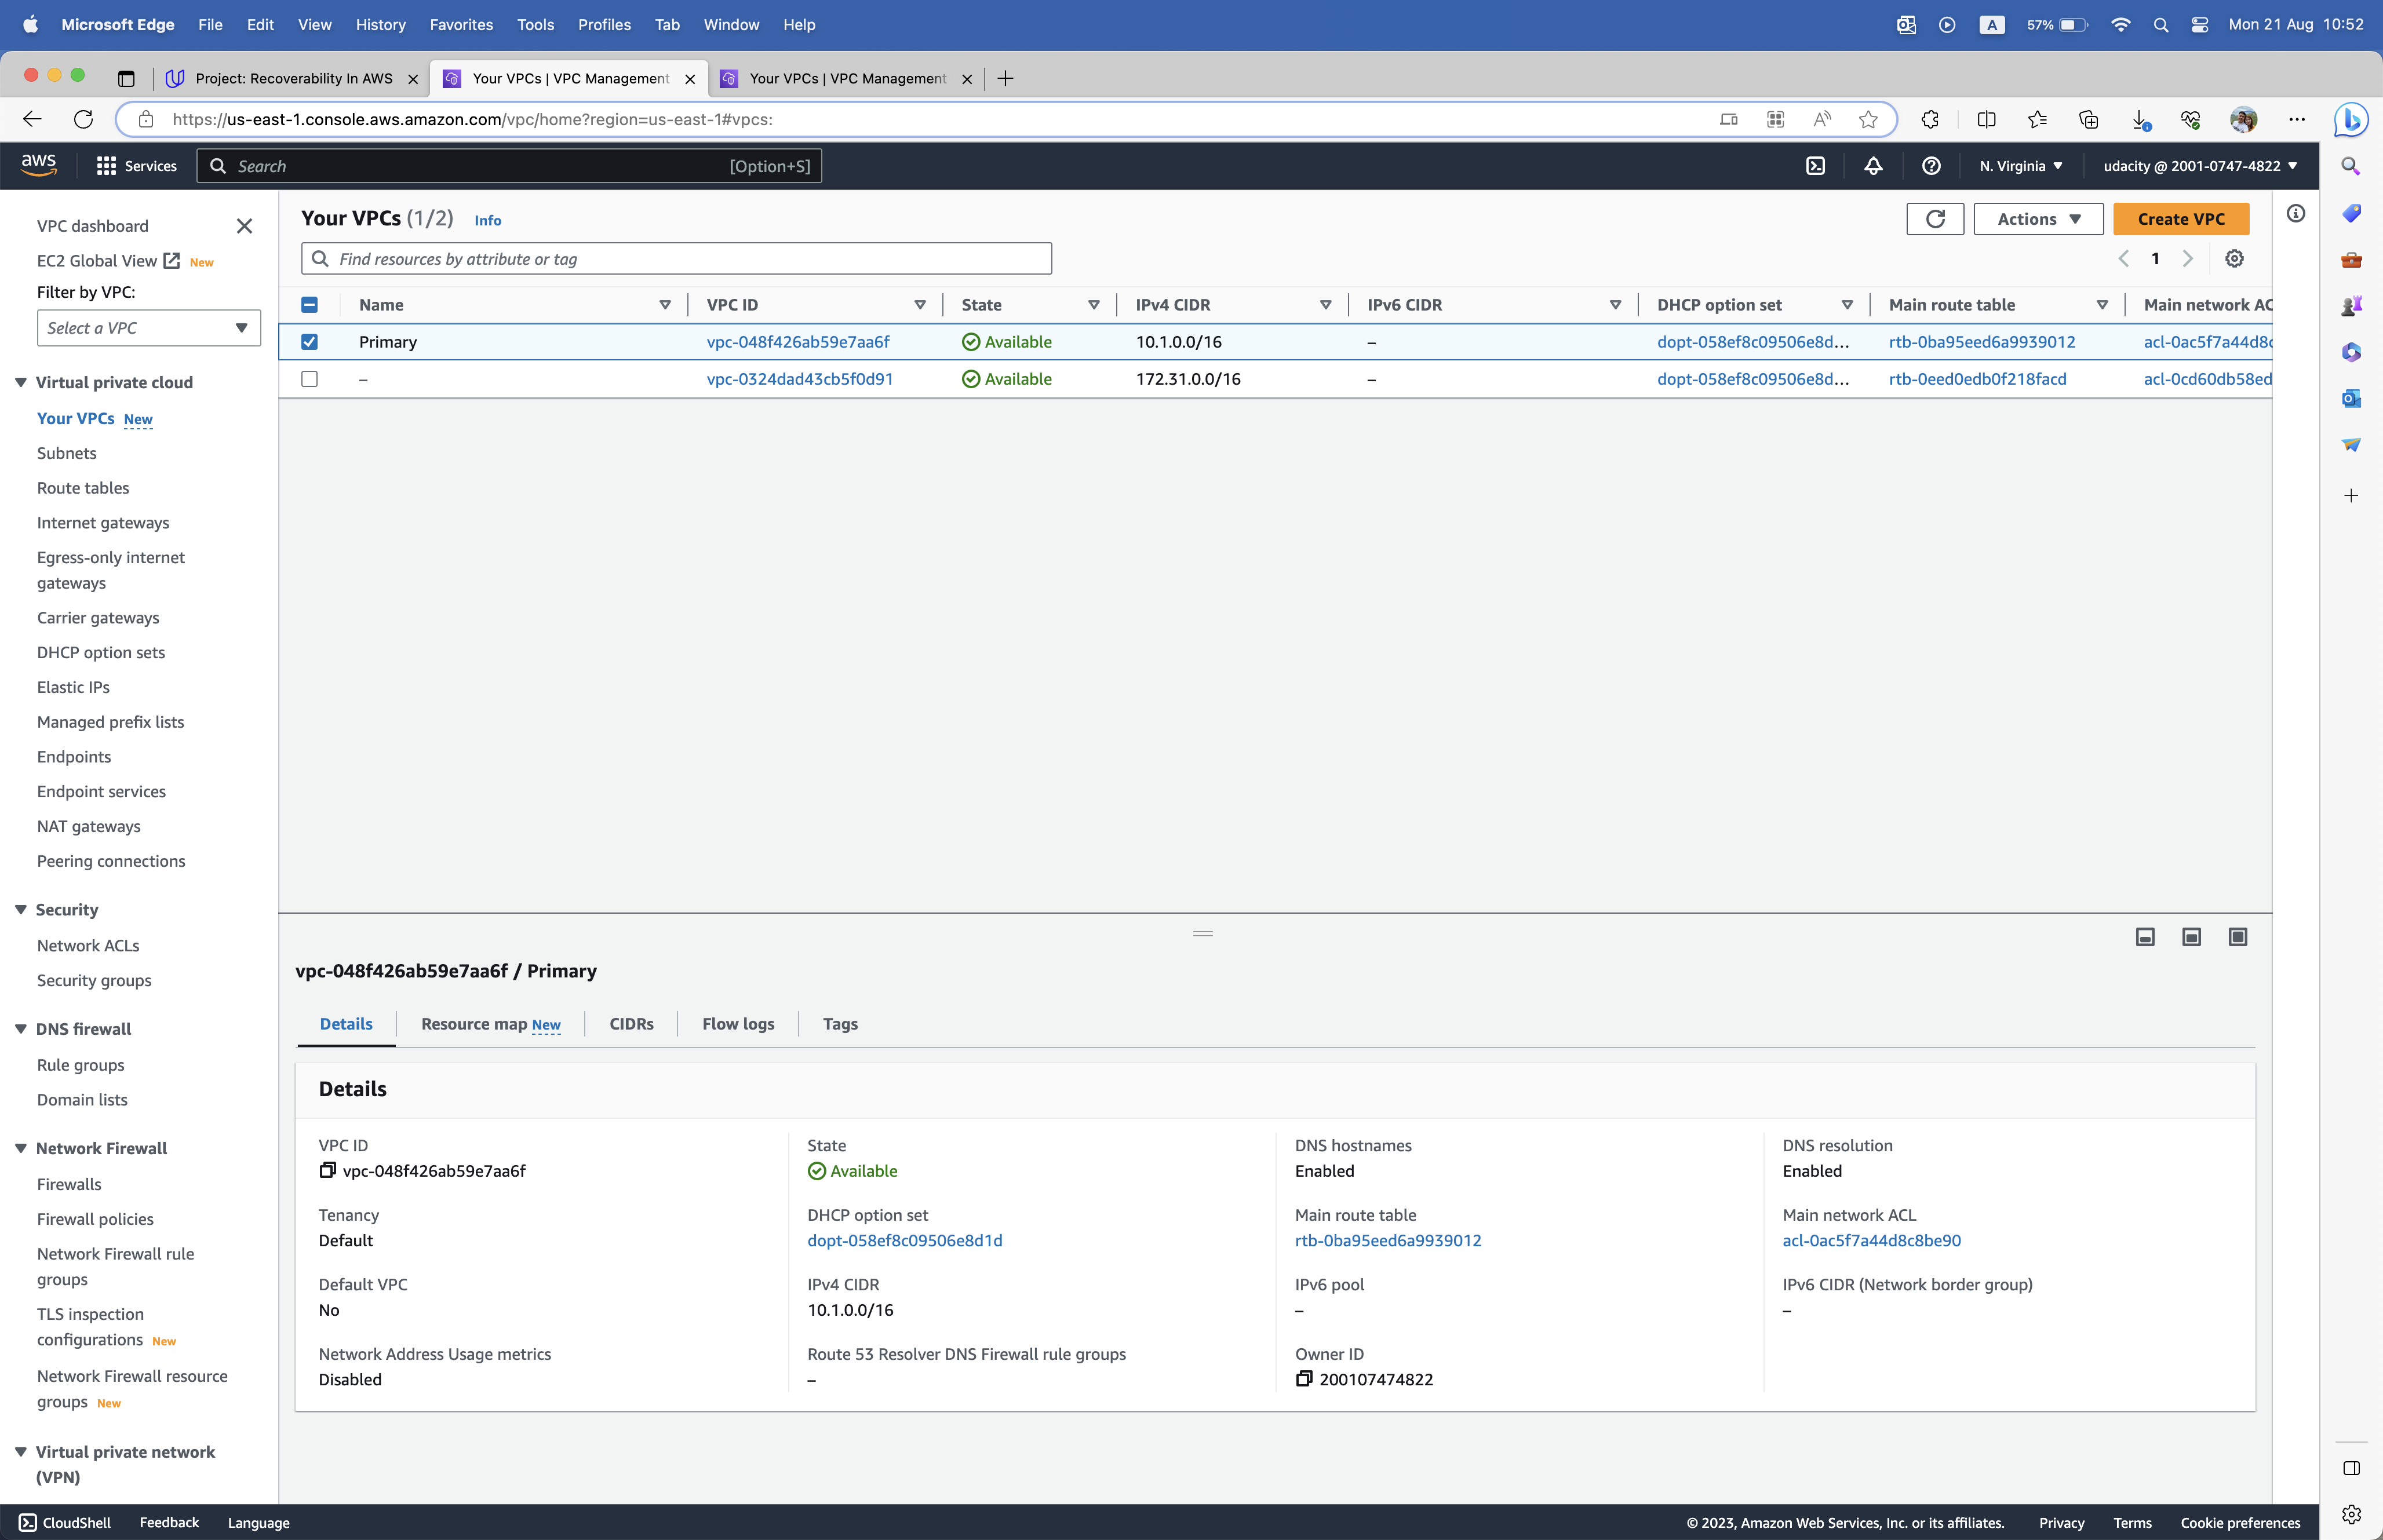 Microsoft Edge File Edit View History Favorites Tools Profiles Tab Window Help A 57% Mon 21 Aug 10:52
Project: Recoverability In AWS Your VPCs | VPC Management Your VPCs | VPC Management
https://us-east-1.console.aws.amazon.com/vpc/home?region=us-east-1#vpcs:
aws Services Search [Option+S] N. Virginia udacity @ 2001-0747-4822
VPC dashboard
EC2 Global View New
Filter by VPC:
Select a VPC
Virtual private cloud
Your VPCs New
Subnets
Route tables
Internet gateways
Egress-only internet
gateways
Carrier gateways
DHCP option sets
Elastic IPs
Managed prefix lists
Endpoints
Endpoint services
NAT gateways
Peering connections
Security
Network ACLs
Security groups
DNS firewall
Rule groups
Domain lists
Network Firewall
Firewalls
Firewall policies
Network Firewall rule
groups
TLS inspection
configurations New
Network Firewall resource
groups New
Virtual private network
(VPN)
Your VPCs (1/2) Info
Actions Create VPC
Find resources by attribute or tag
1
Name VPC ID State IPv4 CIDR IPv6 CIDR DHCP option set Main route table Main network AC
Primary vpc-048f426ab59e7aa6f Available 10.1.0.0/16 – dopt-058ef8c09506e8d... rtb-0ba95eed6a9939012 acl-0ac5f7a44d8c
– vpc-0324dad43cb5f0d91 Available 172.31.0.0/16 – dopt-058ef8c09506e8d... rtb-0eed0edb0f218facd acl-0cd60db58ed
vpc-048f426ab59e7aa6f / Primary
Details Resource map New CIDRs Flow logs Tags
Details
VPC ID State DNS hostnames DNS resolution
vpc-048f426ab59e7aa6f Available Enabled Enabled
Tenancy DHCP option set Main route table Main network ACL
Default dopt-058ef8c09506e8d1d rtb-0ba95eed6a9939012 acl-0ac5f7a44d8c8be90
Default VPC IPv4 CIDR IPv6 pool IPv6 CIDR (Network border group)
No 10.1.0.0/16 – –
Network Address Usage metrics Route 53 Resolver DNS Firewall rule groups Owner ID
Disabled – 200107474822
CloudShell Feedback Language © 2023, Amazon Web Services, Inc. or its affiliates. Privacy Terms Cookie preferences